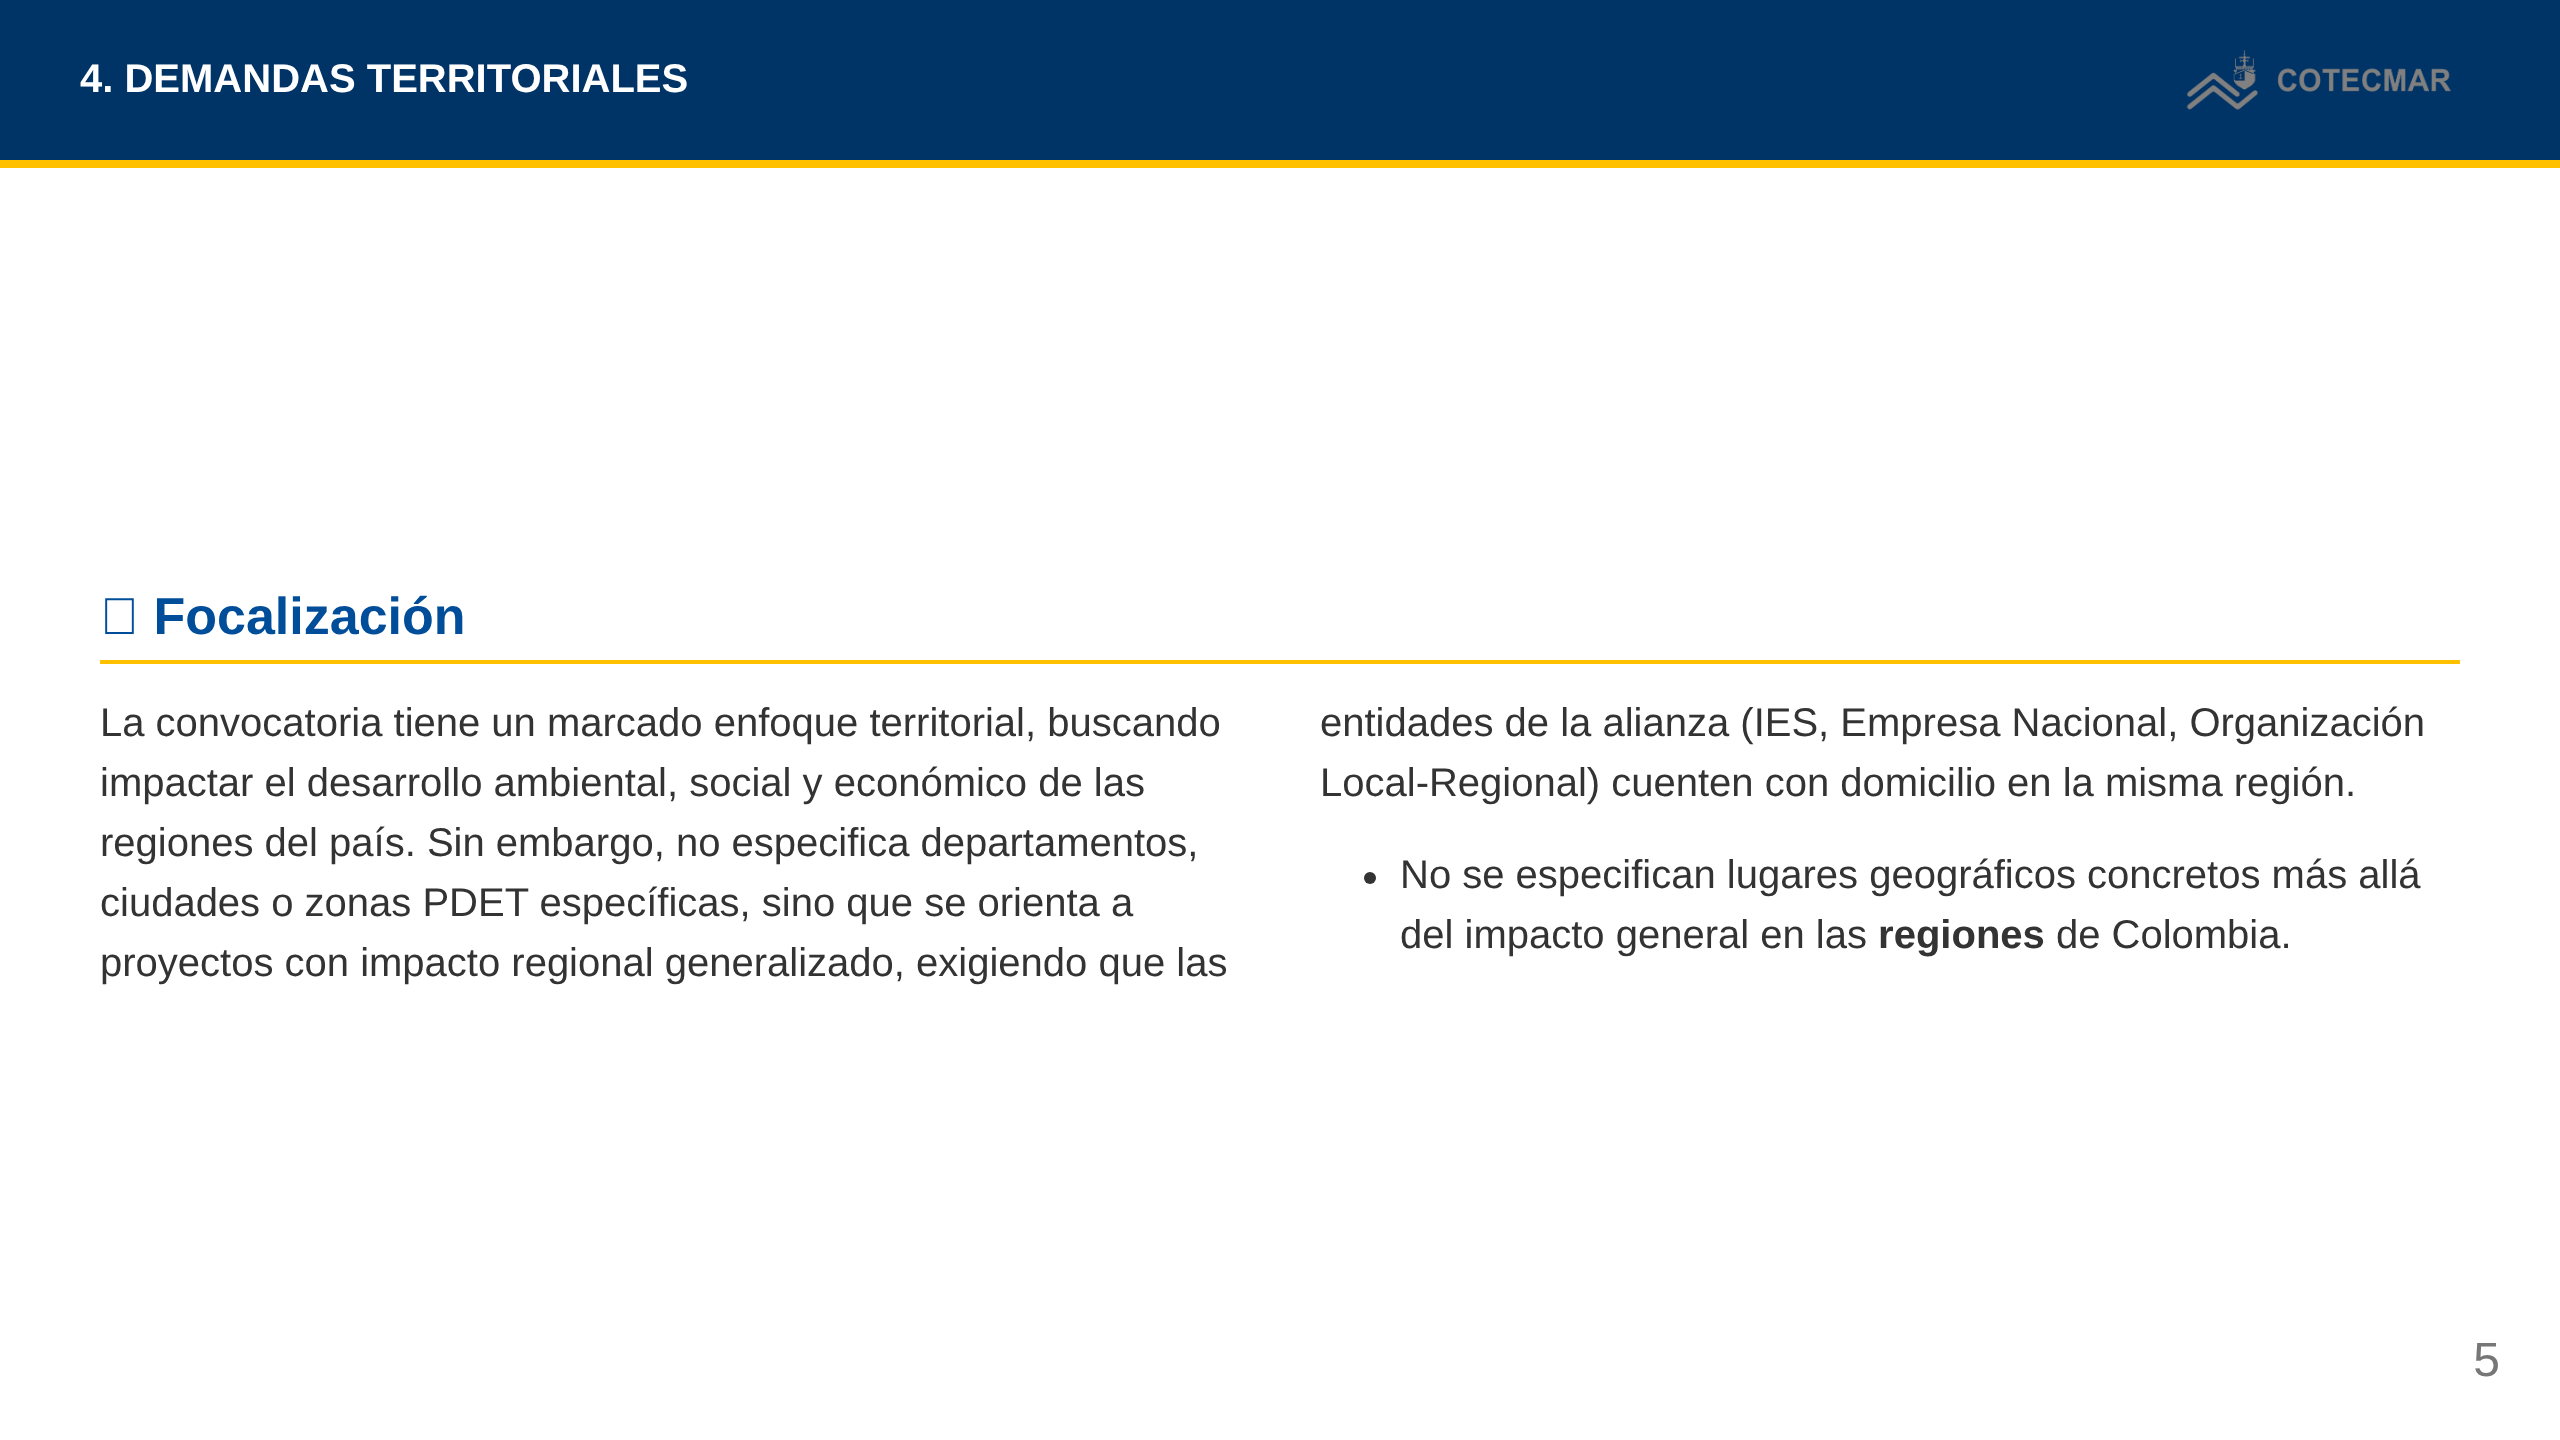 4. DEMANDAS TERRITORIALES
COTECMAR
Focalización
La convocatoria tiene un marcado enfoque territorial, buscando
impactar el desarrollo ambiental, social y económico de las
regiones del país. Sin embargo, no especifica departamentos,
ciudades o zonas PDET específicas, sino que se orienta a
proyectos con impacto regional generalizado, exigiendo que las
entidades de la alianza (IES, Empresa Nacional, Organización
Local-Regional) cuenten con domicilio en la misma región.
• No se especifican lugares geográficos concretos más allá
del impacto general en las regiones de Colombia.
5